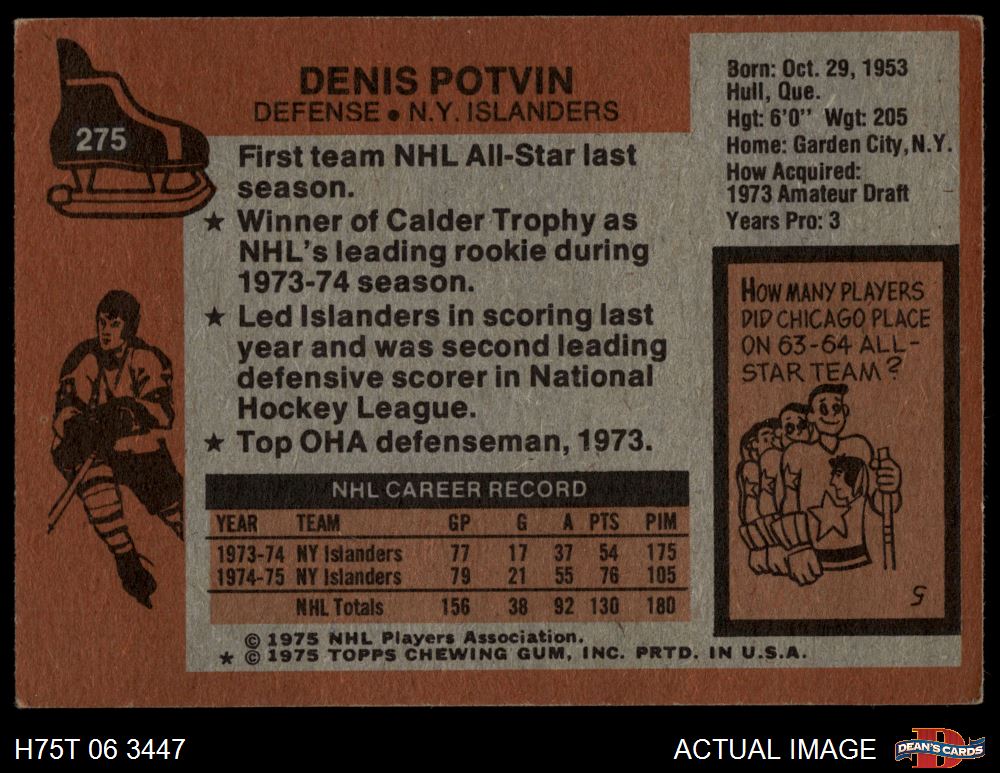 275
DENIS POTVIN
DEFENSE • N.Y. ISLANDERS
First team NHL All-Star last
season.
★ Winner of Calder Trophy as
NHL's leading rookie during
1973-74 season.
★ Led Islanders in scoring last
year and was second leading
defensive scorer in National
Hockey League.
★ Top OHA defenseman, 1973.
NHL CAREER RECORD
YEAR TEAM GP G A PTS PIM
1973-74 NY Islanders 77 17 37 54 175
1974-75 NY Islanders 79 21 55 76 105
NHL Totals 156 38 92 130 180
© 1975 NHL Players Association.
★ © 1975 TOPPS CHEWING GUM, INC. PRTD. IN U.S.A.
Born: Oct. 29, 1953
Hull, Que.
Hgt: 6'0" Wgt: 205
Home: Garden City, N.Y.
How Acquired:
1973 Amateur Draft
Years Pro: 3
HOW MANY PLAYERS
DID CHICAGO PLACE
ON 63-64 ALL-
STAR TEAM?
5
H75T 06 3447
ACTUAL IMAGE
DEAN'S CARDS